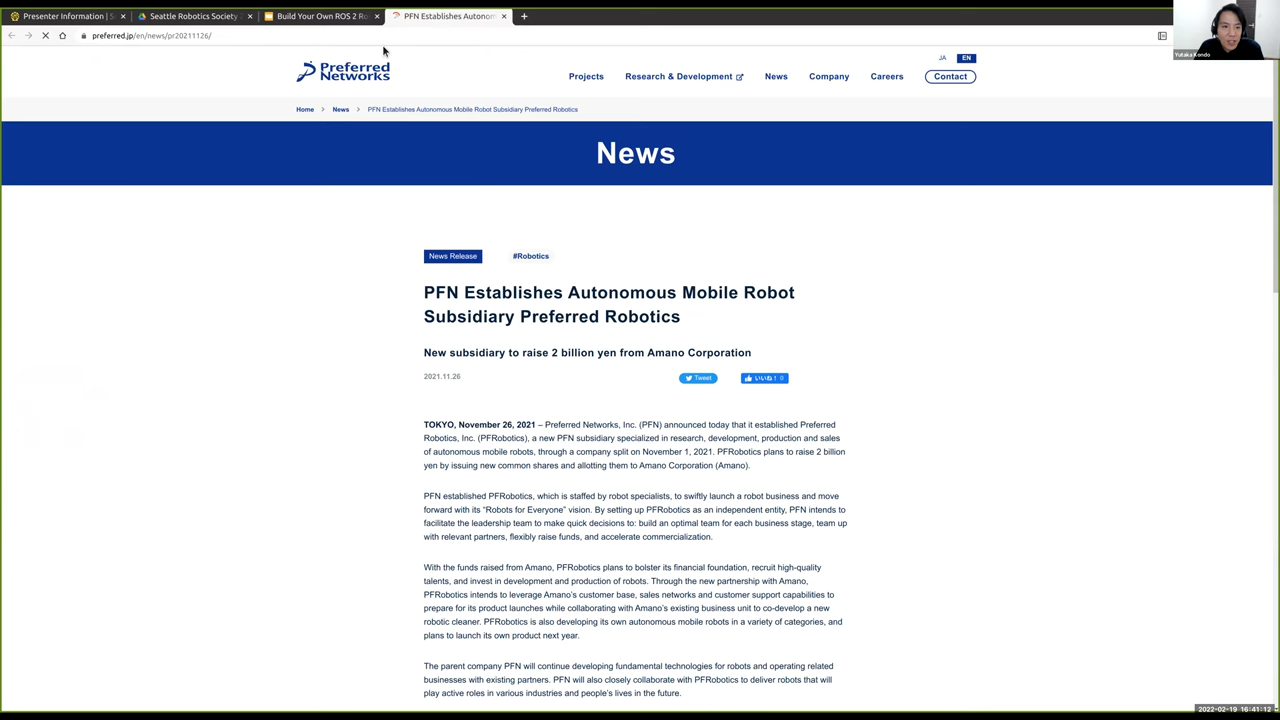 Presenter Information | S
Seattle Robotics Society
Build Your Own ROS 2 Ro
PFN Establishes Autonom
preferred.jp/en/news/pr20211126/
Yutaka Kondo
Preferred
Networks
JA
EN
Projects
Research & Development
News
Company
Careers
Contact
Home > News > PFN Establishes Autonomous Mobile Robot Subsidiary Preferred Robotics
News
News Release
#Robotics
PFN Establishes Autonomous Mobile Robot
Subsidiary Preferred Robotics
New subsidiary to raise 2 billion yen from Amano Corporation
2021.11.26
Tweet
いいね！ 0
TOKYO, November 26, 2021 – Preferred Networks, Inc. (PFN) announced today that it established Preferred
Robotics, Inc. (PFRobotics), a new PFN subsidiary specialized in research, development, production and sales
of autonomous mobile robots, through a company split on November 1, 2021. PFRobotics plans to raise 2 billion
yen by issuing new common shares and allotting them to Amano Corporation (Amano).
PFN established PFRobotics, which is staffed by robot specialists, to swiftly launch a robot business and move
forward with its “Robots for Everyone” vision. By setting up PFRobotics as an independent entity, PFN intends to
facilitate the leadership team to make quick decisions to: build an optimal team for each business stage, team up
with relevant partners, flexibly raise funds, and accelerate commercialization.
With the funds raised from Amano, PFRobotics plans to bolster its financial foundation, recruit high-quality
talents, and invest in development and production of robots. Through the new partnership with Amano,
PFRobotics intends to leverage Amano’s customer base, sales networks and customer support capabilities to
prepare for its product launches while collaborating with Amano’s existing business unit to co-develop a new
robotic cleaner. PFRobotics is also developing its own autonomous mobile robots in a variety of categories, and
plans to launch its own product next year.
The parent company PFN will continue developing fundamental technologies for robots and operating related
businesses with existing partners. PFN will also closely collaborate with PFRobotics to deliver robots that will
play active roles in various industries and people’s lives in the future.
2022-02-19 16:41:12